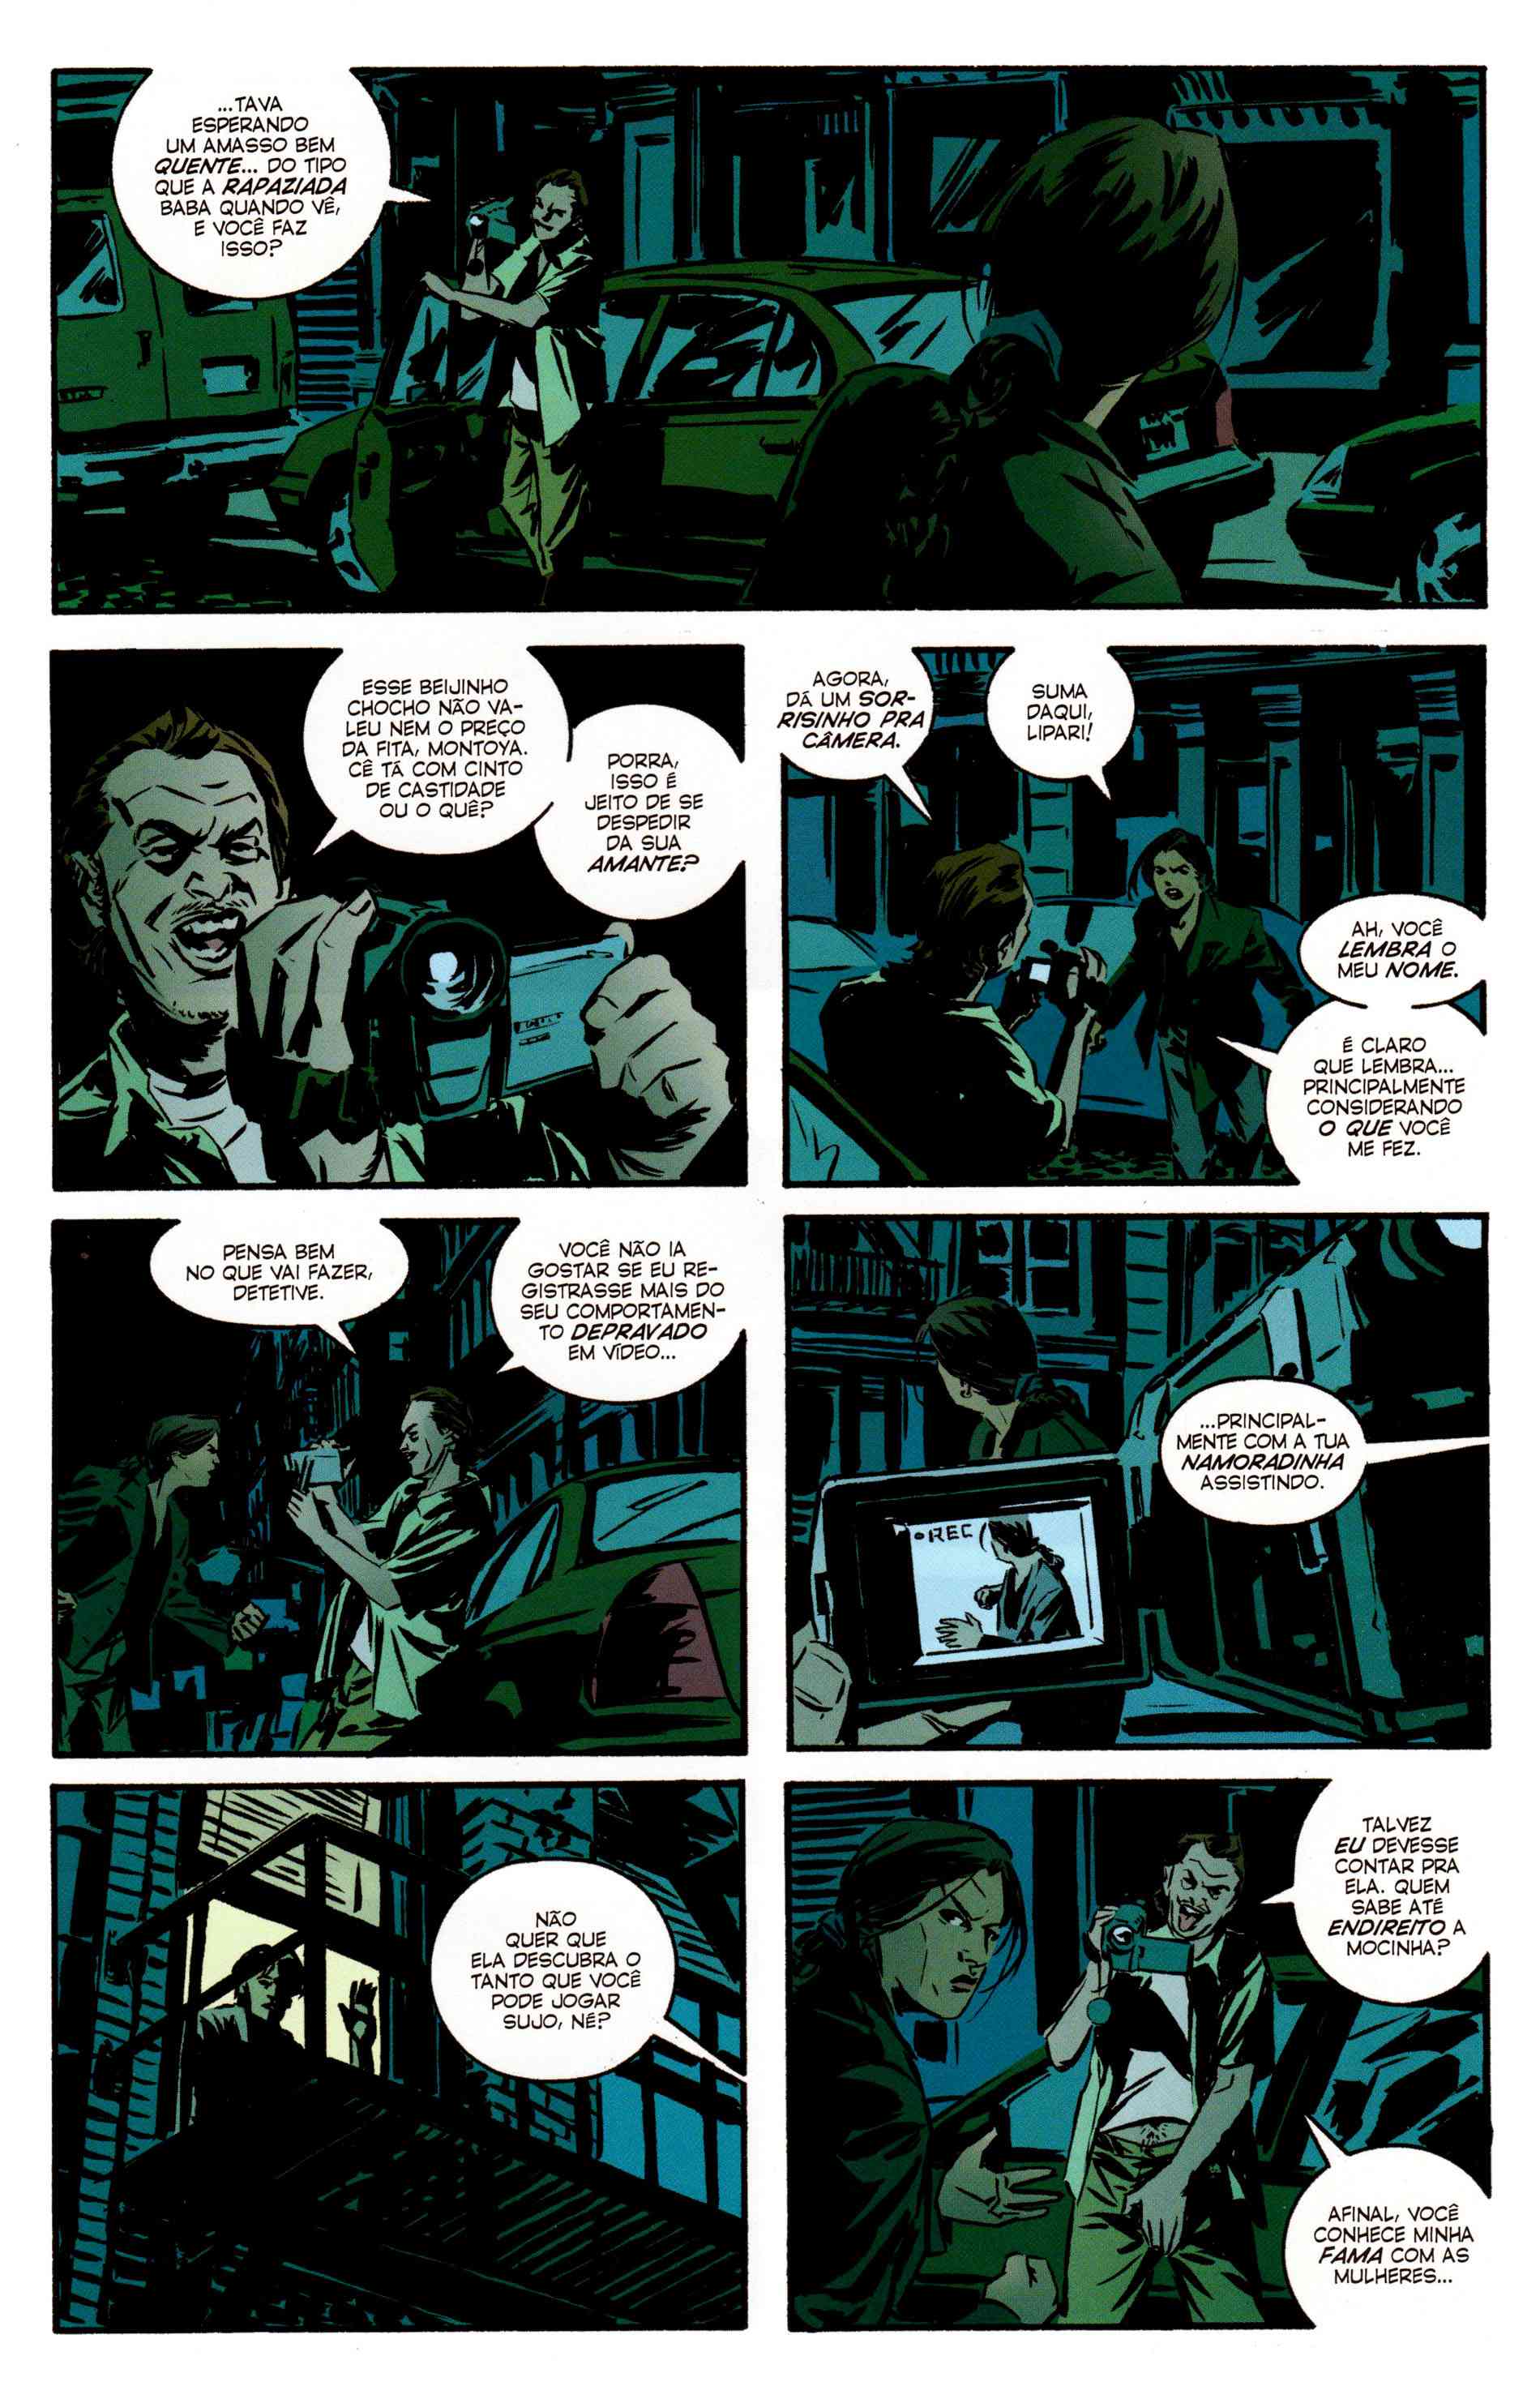 ...TAVA
ESPERANDO
UM AMASSO BEM
QUENTE... DO TIPO
QUE A RAPAZIADA
BABA QUANDO VÊ,
E VOCÊ FAZ
ISSO?
ESSE BEIJINHO
CHOCHO NÃO VA-
LEU NEM O PREÇO
DA FITA, MONTOYA.
CÊ TÁ COM CINTO
DE CASTIDADE
OU O QUÊ?
PORRA,
ISSO É
JEITO DE SE
DESPEDIR
DA SUA
AMANTE?
AGORA,
DÁ UM SOR-
RISINHO PRA
CÂMERA.
SUMA
DAQUI,
LIPARI!
AH, VOCÊ
LEMBRA O
MEU NOME.
É CLARO
QUE LEMBRA...
PRINCIPALMENTE
CONSIDERANDO
O QUE VOCÊ
ME FEZ.
PENSA BEM
NO QUE VAI FAZER,
DETETIVE.
VOCÊ NÃO IA
GOSTAR SE EU RE-
GISTRASSE MAIS DO
SEU COMPORTAMEN-
TO DEPRAVADO
EM VÍDEO...
...PRINCIPAL-
MENTE COM A TUA
NAMORADINHA
ASSISTINDO.
REC
NÃO
QUER QUE
ELA DESCUBRA O
TANTO QUE VOCÊ
PODE JOGAR
SUJO, NÉ?
TALVEZ
EU DEVESSE
CONTAR PRA
ELA. QUEM
SABE ATÉ
ENDIREITO A
MOCINHA?
AFINAL, VOCÊ
CONHECE MINHA
FAMA COM AS
MULHERES...